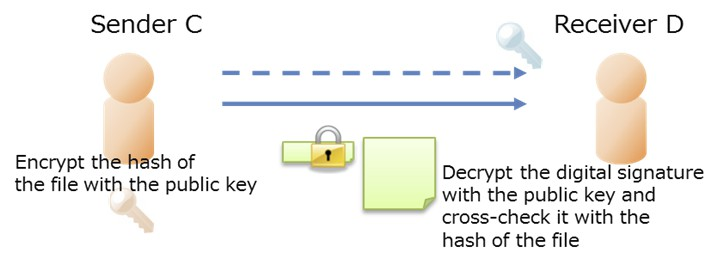 Sender C
Receiver D
Encrypt the hash of
the file with the public key
Decrypt the digital signature
with the public key and
cross-check it with the
hash of the file